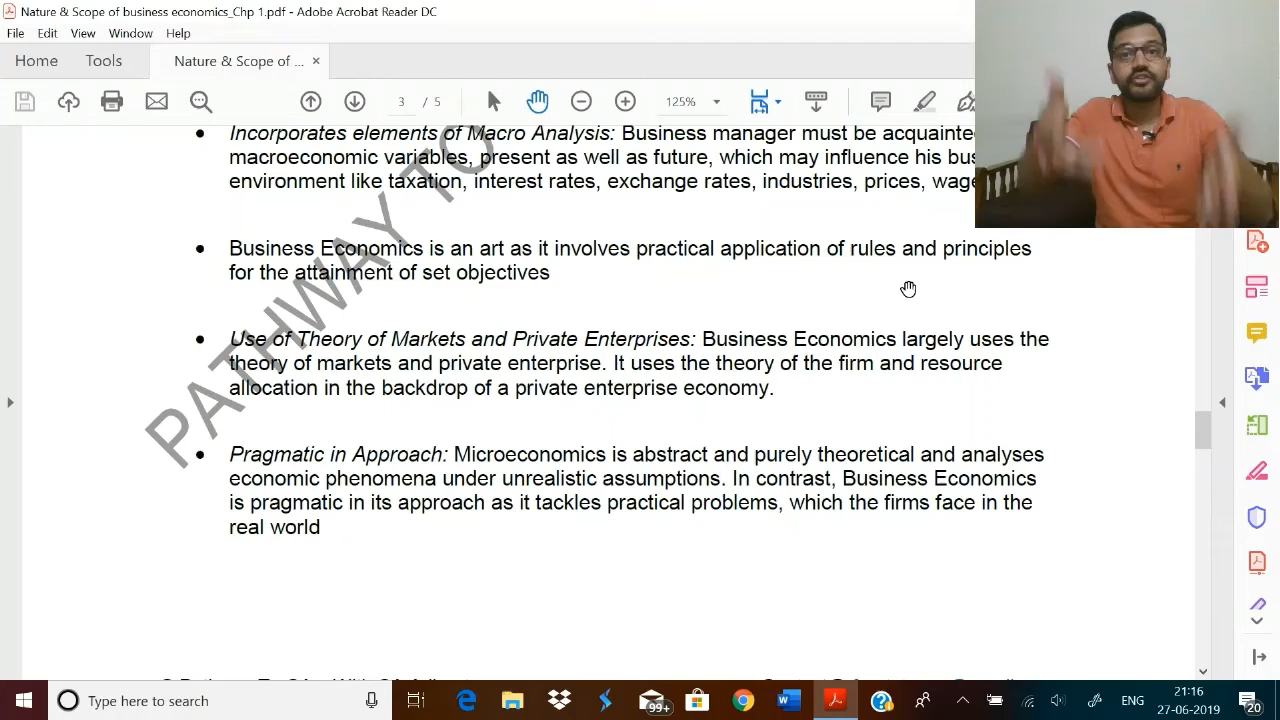 Nature & Scope of business economics_Chp 1.pdf - Adobe Acrobat Reader DC
File Edit View Window Help
Home Tools Nature & Scope of ... ×
3 / 5 125%
• Incorporates elements of Macro Analysis: Business manager must be
macroeconomic variables, present as well as future, which may influence his
environment like taxation, interest rates, exchange rates, industries, prices,
• Business Economics is an art as it involves practical application of rules and principles
for the attainment of set objectives
• Use of Theory of Markets and Private Enterprises: Business Economics largely uses the
theory of markets and private enterprise. It uses the theory of the firm and resource
allocation in the backdrop of a private enterprise economy.
• Pragmatic in Approach: Microeconomics is abstract and purely theoretical and analyses
economic phenomena under unrealistic assumptions. In contrast, Business Economics
is pragmatic in its approach as it tackles practical problems, which the firms face in the
real world
PATHWAY TO
Type here to search
99+
ENG
21:16
27-06-2019
20